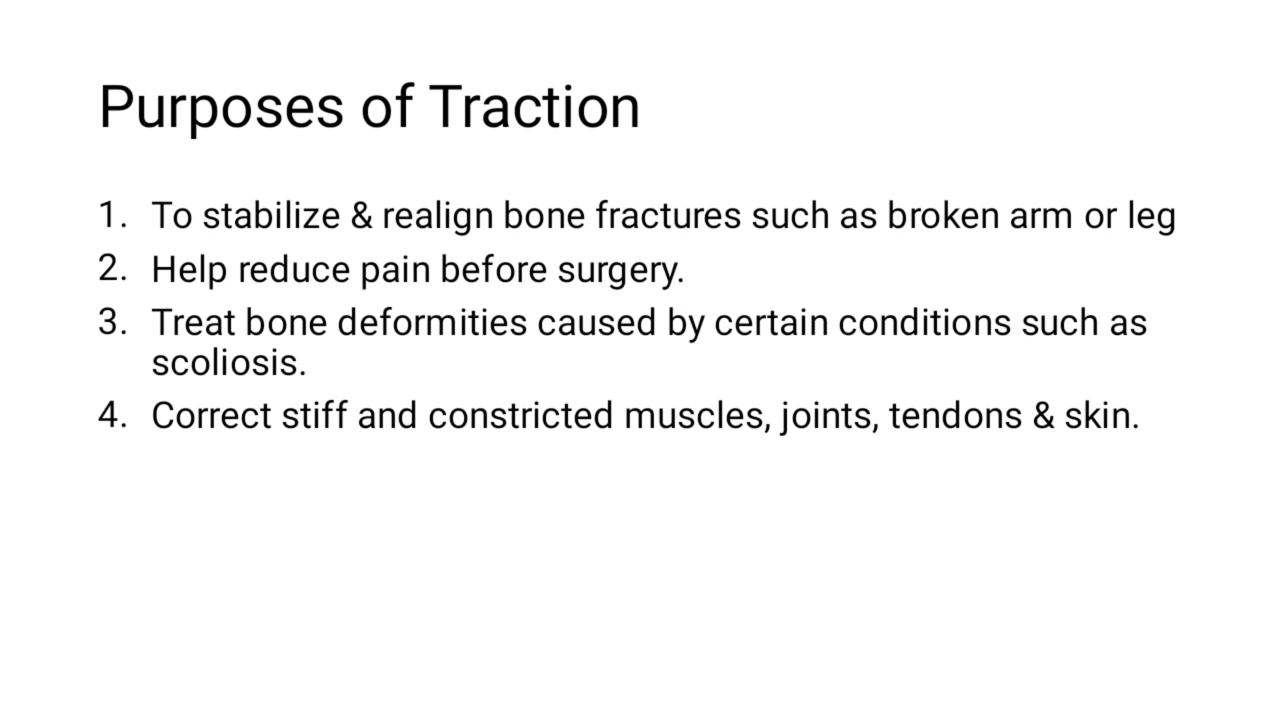 Purposes of Traction
1. To stabilize & realign bone fractures such as broken arm or leg
2. Help reduce pain before surgery.
3. Treat bone deformities caused by certain conditions such as
scoliosis.
4. Correct stiff and constricted muscles, joints, tendons & skin.